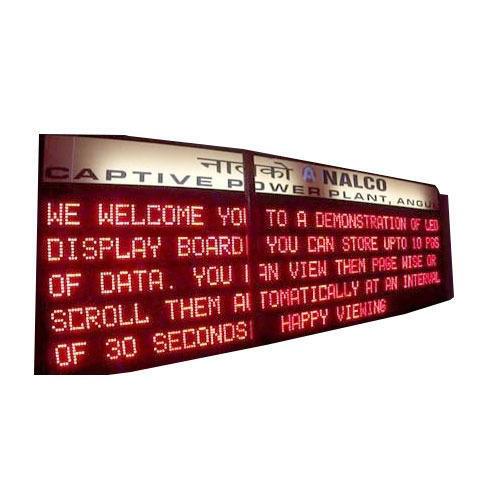 नालको NALCO
CAPTIVE POWER PLANT, ANGUL
WE WELCOME YOU TO A DEMONSTRATION OF LED
DISPLAY BOARD YOU CAN STORE UPTO 10 PGS
OF DATA. YOU CAN VIEW THEM PAGE WISE OR
SCROLL THEM AUTOMATICALLY AT AN INTERVAL
OF 30 SECONDS HAPPY VIEWING